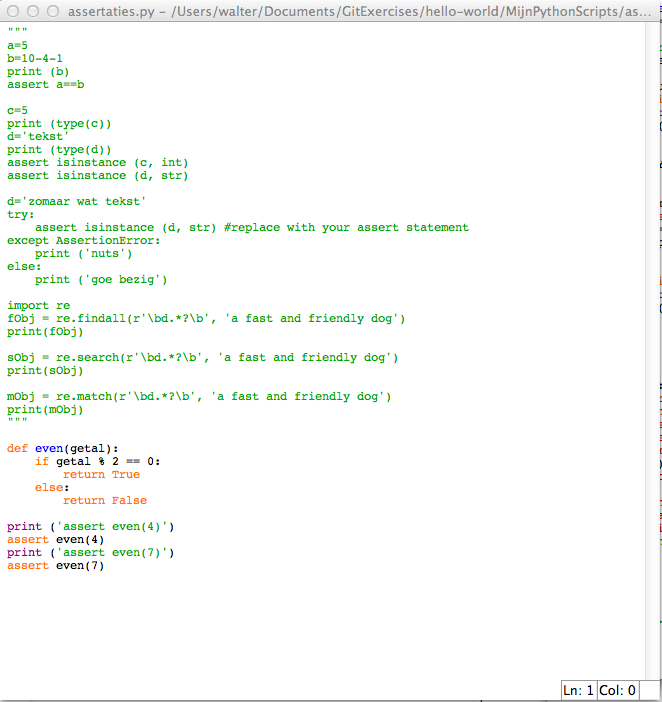 assertaties.py – /Users/walter/Documents/GitExercises/hello-world/MijnPythonScripts/as...
"""
a=5
b=10-4-1
print (b)
assert a==b

c=5
print (type(c))
d='tekst'
print (type(d))
assert isinstance (c, int)
assert isinstance (d, str)

d='zomaar wat tekst'
try:
    assert isinstance (d, str) #replace with your assert statement
except AssertionError:
    print ('nuts')
else:
    print ('goe bezig')

import re
fObj = re.findall(r'\bd.*?\b', 'a fast and friendly dog')
print(fObj)

sObj = re.search(r'\bd.*?\b', 'a fast and friendly dog')
print(sObj)

mObj = re.match(r'\bd.*?\b', 'a fast and friendly dog')
print(mObj)
"""

def even(getal):
    if getal % 2 == 0:
        return True
    else:
        return False

print ('assert even(4)')
assert even(4)
print ('assert even(7)')
assert even(7)
Ln: 1 Col: 0